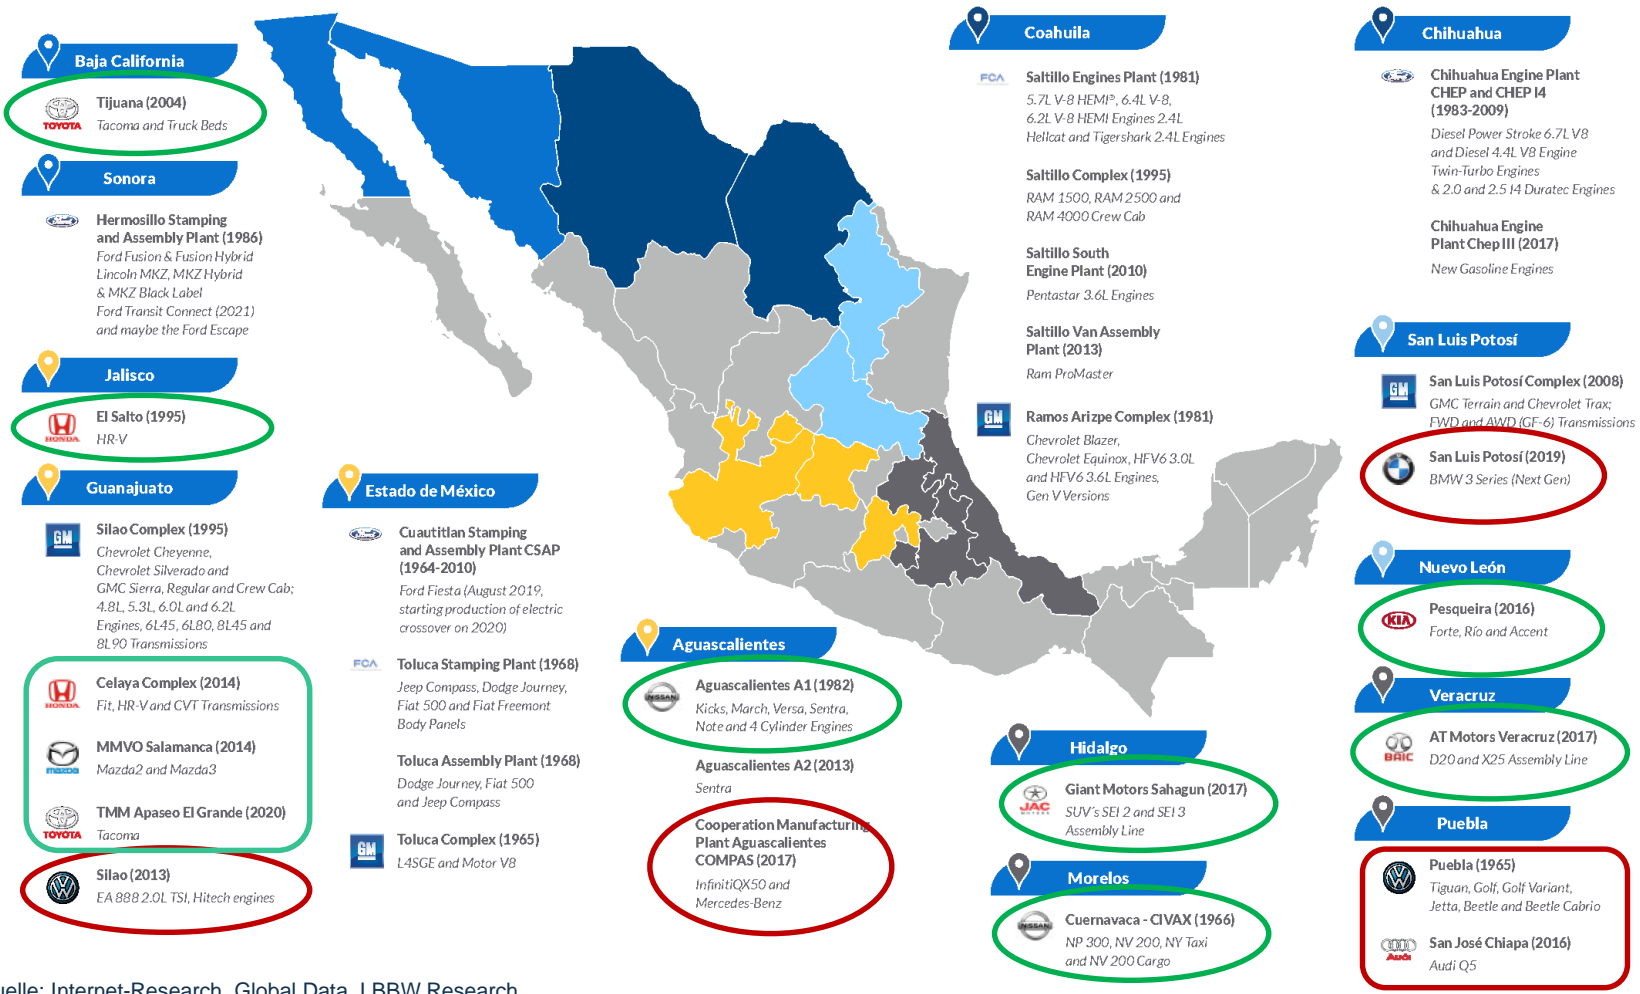 Baja California
TOYOTA
Tijuana (2004)
Tacoma and Truck Beds
Sonora
Ford
Hermosillo Stamping
and Assembly Plant (1986)
Ford Fusion & Fusion Hybrid
Lincoln MKZ, MKZ Hybrid
& MKZ Black Label
Ford Transit Connect (2021)
and maybe the Ford Escape
Jalisco
HONDA
El Salto (1995)
HR-V
Guanajuato
GM
Silao Complex (1995)
Chevrolet Cheyenne,
Chevrolet Silverado and
GMC Sierra, Regular and Crew Cab;
4.8L, 5.3L, 6.0L and 6.2L
Engines, 6L45, 6L80, 8L45 and
8L90 Transmissions
HONDA
Celaya Complex (2014)
Fit, HR-V and CVT Transmissions
mazda
MMVO Salamanca (2014)
Mazda2 and Mazda3
TOYOTA
TMM Apaseo El Grande (2020)
Tacoma
Silao (2013)
EA 888 2.0L TSI, Hitech engines
Estado de México
Ford
Cuautitlan Stamping
and Assembly Plant CSAP
(1964-2010)
Ford Fiesta (August 2019,
starting production of electric
crossover on 2020)
FCA
Toluca Stamping Plant (1968)
Jeep Compass, Dodge Journey,
Fiat 500 and Fiat Freemont
Body Panels
Toluca Assembly Plant (1968)
Dodge Journey, Fiat 500
and Jeep Compass
GM
Toluca Complex (1965)
L4SGE and Motor V8
Aguascalientes
NISSAN
Aguascalientes A1 (1982)
Kicks, March, Versa, Sentra,
Note and 4 Cylinder Engines
Aguascalientes A2 (2013)
Sentra
Cooperation Manufacturing
Plant Aguascalientes
COMPAS (2017)
InfinitiQX50 and
Mercedes-Benz
Coahuila
FCA
Saltillo Engines Plant (1981)
5.7L V-8 HEMI®, 6.4L V-8,
6.2L V-8 HEMI Engines 2.4L
Hellcat and Tigershark 2.4L Engines
Saltillo Complex (1995)
RAM 1500, RAM 2500 and
RAM 4000 Crew Cab
Saltillo South
Engine Plant (2010)
Pentastar 3.6L Engines
Saltillo Van Assembly
Plant (2013)
Ram ProMaster
GM
Ramos Arizpe Complex (1981)
Chevrolet Blazer,
Chevrolet Equinox, HFV6 3.0L
and HFV6 3.6L Engines,
Gen V Versions
Hidalgo
JAC
MOTORS
Giant Motors Sahagun (2017)
SUV´s SEI 2 and SEI 3
Assembly Line
Morelos
NISSAN
Cuernavaca - CIVAX (1966)
NP 300, NV 200, NY Taxi
and NV 200 Cargo
Chihuahua
Ford
Chihuahua Engine Plant
CHEP and CHEP I4
(1983-2009)
Diesel Power Stroke 6.7L V8
and Diesel 4.4L V8 Engine
Twin-Turbo Engines
& 2.0 and 2.5 I4 Duratec Engines
Chihuahua Engine
Plant Chep III (2017)
New Gasoline Engines
San Luis Potosí
GM
San Luis Potosí Complex (2008)
GMC Terrain and Chevrolet Trax;
FWD and AWD (GF-6) Transmissions
San Luis Potosí (2019)
BMW 3 Series (Next Gen)
Nuevo León
KIA
Pesqueira (2016)
Forte, Río and Accent
Veracruz
BAIC
AT Motors Veracruz (2017)
D20 and X25 Assembly Line
Puebla
Puebla (1965)
Tiguan, Golf, Golf Variant,
Jetta, Beetle and Beetle Cabrio
Audi
San José Chiapa (2016)
Audi Q5
uelle: Internet-Research, Global Data, LBBW Research